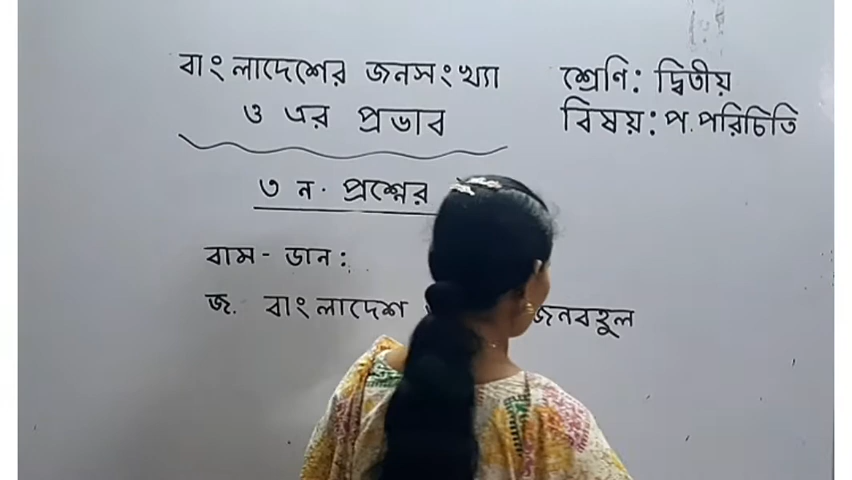 বাংলাদেশের জনসংখ্যা
ও এর প্রভাব
শ্রেণি: দ্বিতীয়
বিষয়: প. পরিচিতি
৩ ন. প্রশ্নের
বাম - ডান:
জ. বাংলাদেশ জনবহুল